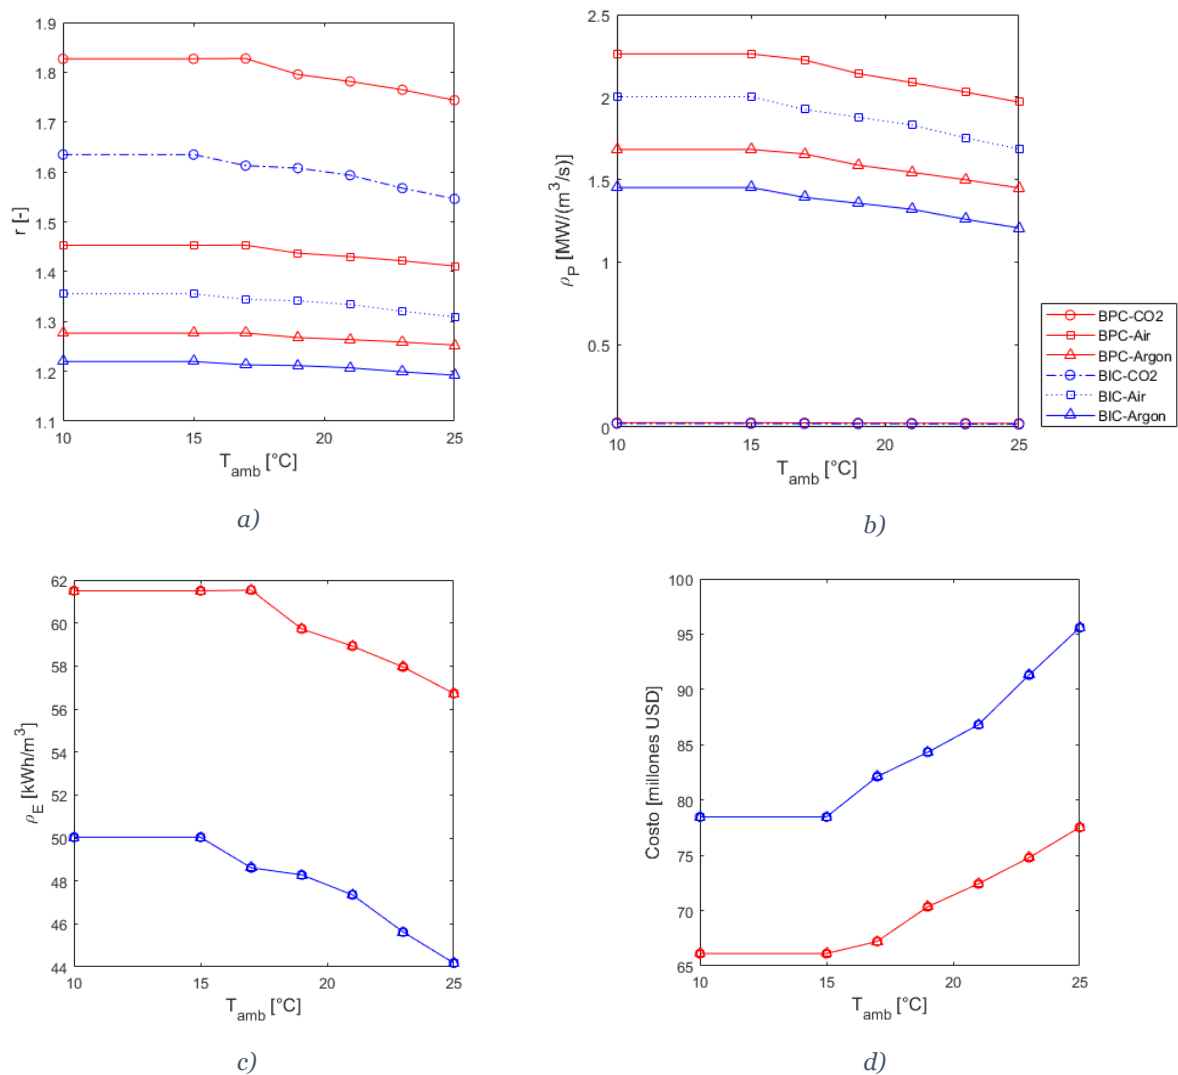 1.9
1.8
1.7
1.6
1.5
1.4
1.3
1.2
1.1
r [-]
10
15
20
25
T_amb [°C]
a)
2.5
2
1.5
1
0.5
0
ρ_P [MW/(m³/s)]
10
15
20
25
T_amb [°C]
b)
BPC-CO2
BPC-Air
BPC-Argon
BIC-CO2
BIC-Air
BIC-Argon
62
60
58
56
54
52
50
48
46
44
ρ_E [kWh/m³]
10
15
20
25
T_amb [°C]
c)
100
95
90
85
80
75
70
65
Costo [millones USD]
10
15
20
25
T_amb [°C]
d)